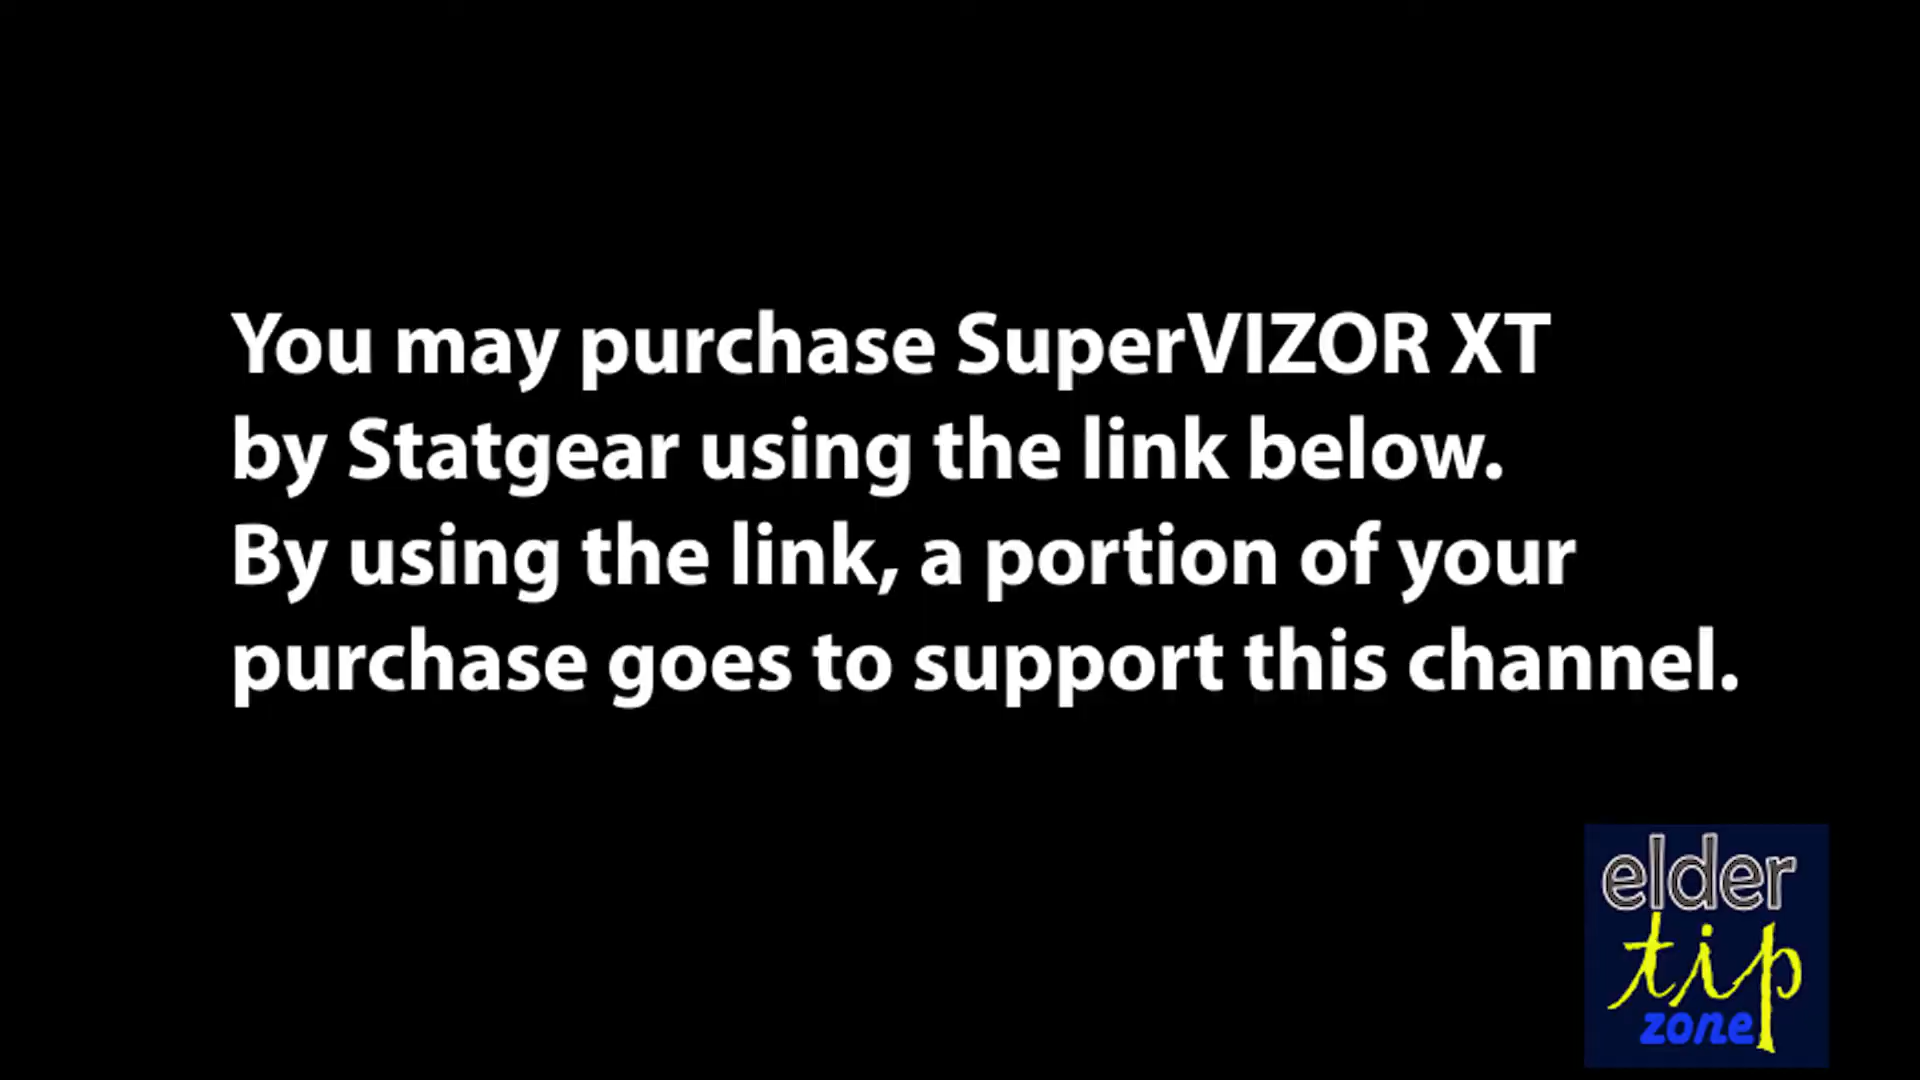 You may purchase SuperVIZOR XT
by Statgear using the link below.
By using the link, a portion of your
purchase goes to support this channel.
elder
tip
zone